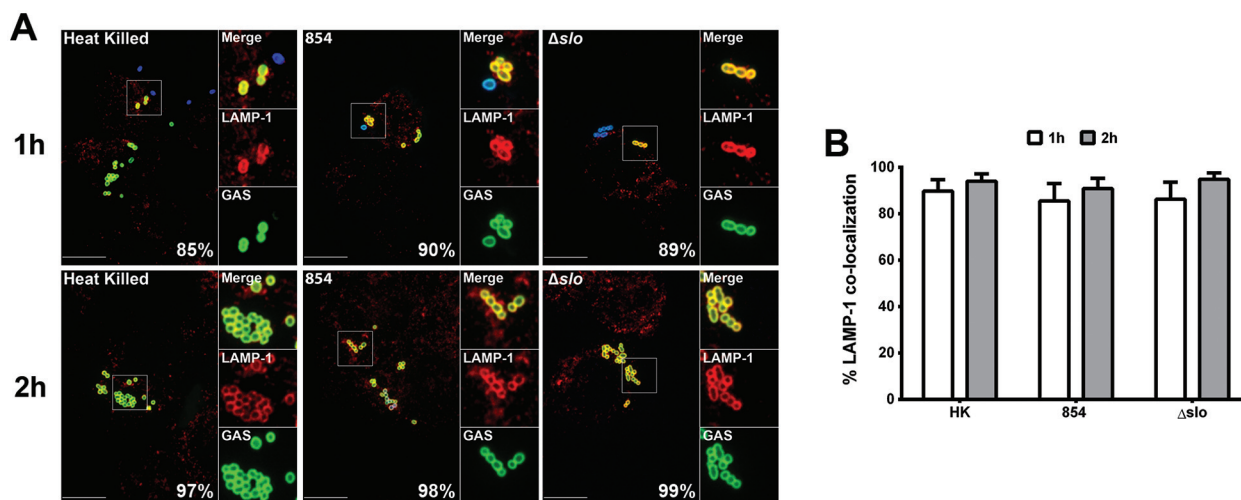 A
Heat Killed
Merge
854
Merge
Δslo
Merge
1h
LAMP-1
LAMP-1
LAMP-1
GAS
GAS
GAS
85%
90%
89%
Heat Killed
Merge
854
Merge
Δslo
Merge
2h
LAMP-1
LAMP-1
LAMP-1
GAS
GAS
GAS
97%
98%
99%
B
1h 2h
% LAMP-1 co-localization
100
80
60
40
20
0
HK 854 Δslo